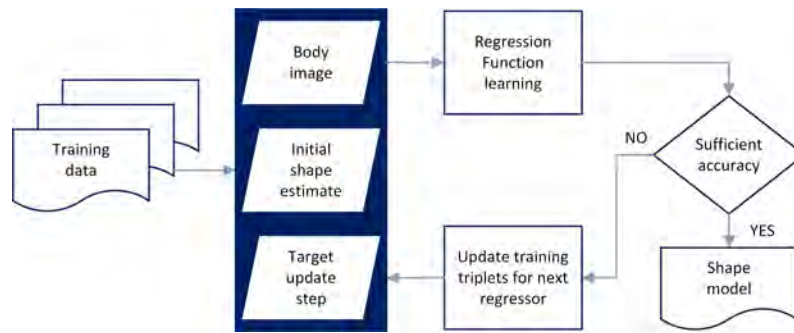 Training
data
Body
image
Initial
shape
estimate
Target
update
step
Regression
Function
learning
Sufficient
accuracy
NO
YES
Update training
triplets for next
regressor
Shape
model